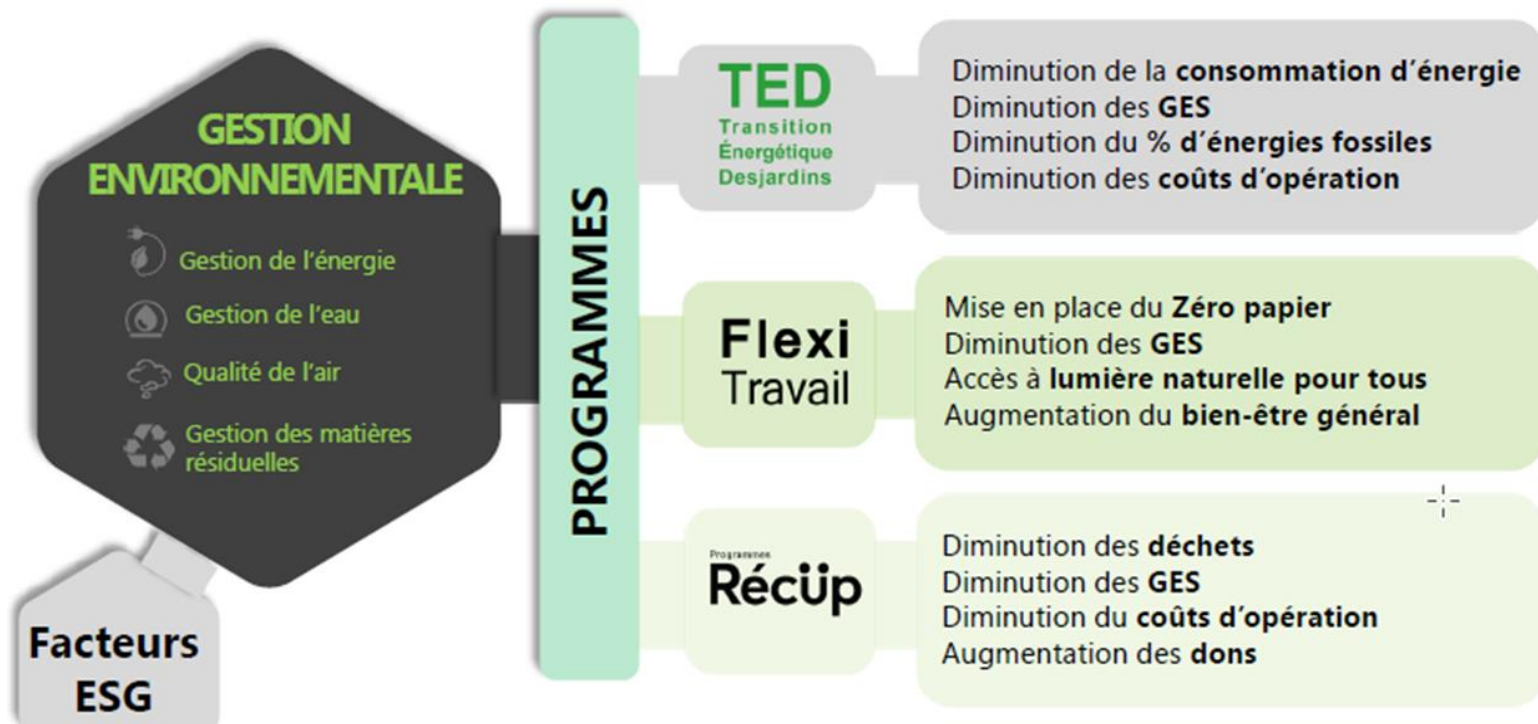 GESTION
ENVIRONNEMENTALE
Gestion de l'énergie
Gestion de l'eau
Qualité de l'air
Gestion des matières
résiduelles
Facteurs
ESG
PROGRAMMES
TED
Transition
Énergétique
Desjardins
Diminution de la consommation d'énergie
Diminution des GES
Diminution du % d'énergies fossiles
Diminution des coûts d'opération
Flexi
Travail
Mise en place du Zéro papier
Diminution des GES
Accès à lumière naturelle pour tous
Augmentation du bien-être général
Programmes
Récüp
Diminution des déchets
Diminution des GES
Diminution du coûts d'opération
Augmentation des dons